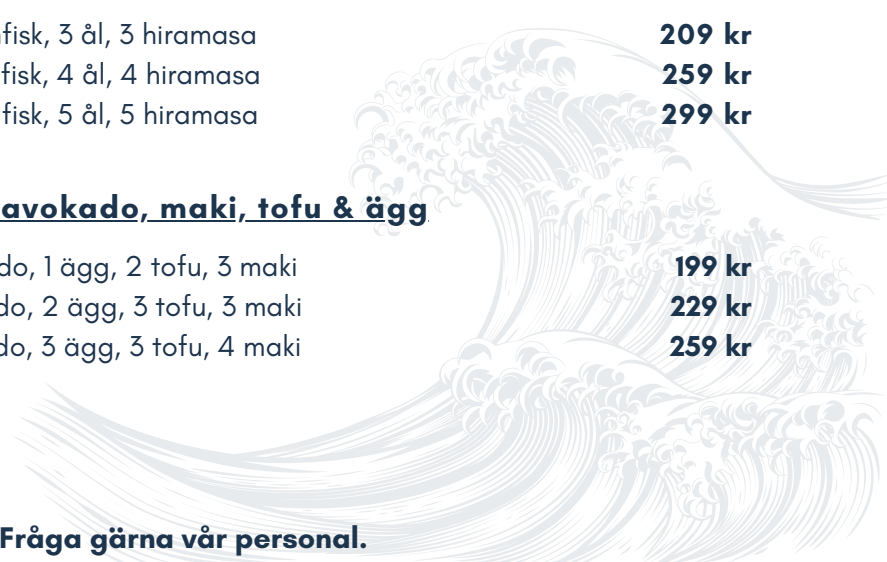 fisk, 3 ål, 3 hiramasa 209 kr
fisk, 4 ål, 4 hiramasa 259 kr
fisk, 5 ål, 5 hiramasa 299 kr
avokado, maki, tofu & ägg
do, 1 ägg, 2 tofu, 3 maki 199 kr
do, 2 ägg, 3 tofu, 3 maki 229 kr
do, 3 ägg, 3 tofu, 4 maki 259 kr
Fråga gärna vår personal.